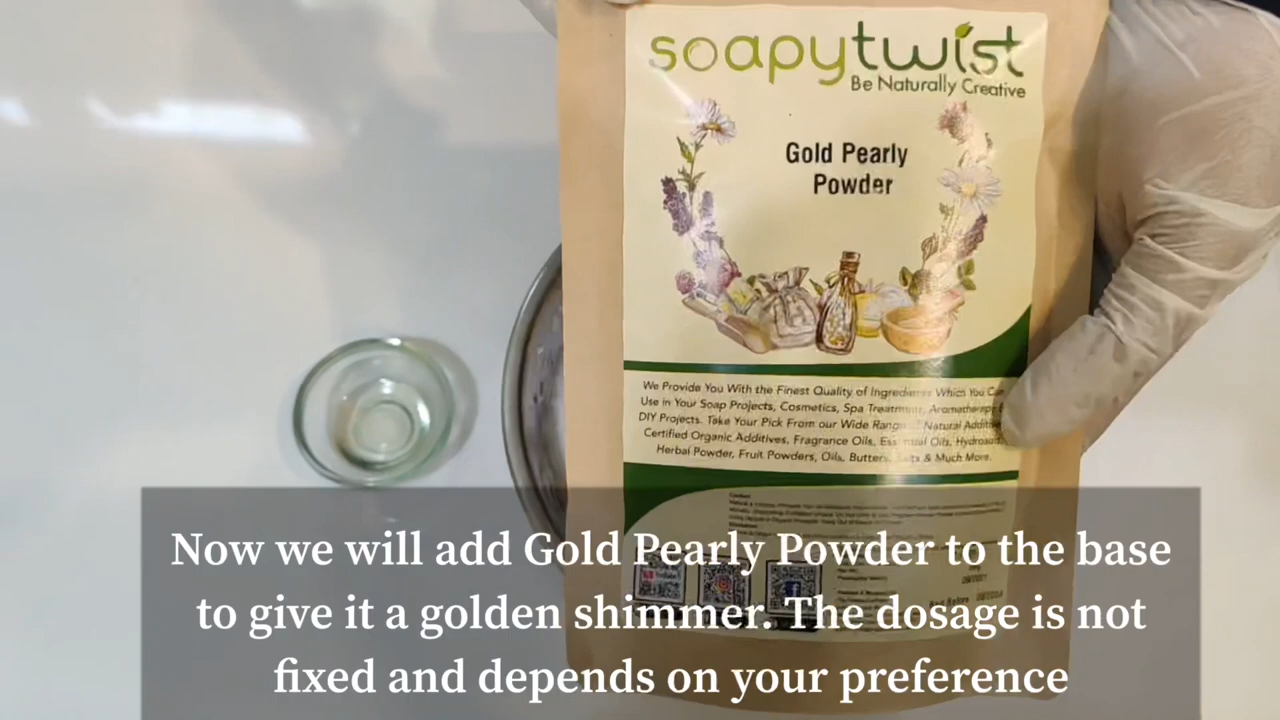 soapytwist
Be Naturally Creative
Gold Pearly
Powder
We Provide You With the Finest Quality of Ingredients Which You Can
Use in Your Soap Projects, Cosmetics, Spa Treatment, Aromatherapy
DIY Projects. Take Your Pick From our Wide Range Natural
Certified Organic Additives, Fragrance Oils, Essential Oils,
Herbal Powder, Fruit Powders, Oils, Butters, & Much More.
Now we will add Gold Pearly Powder to the base
to give it a golden shimmer. The dosage is not
fixed and depends on your preference